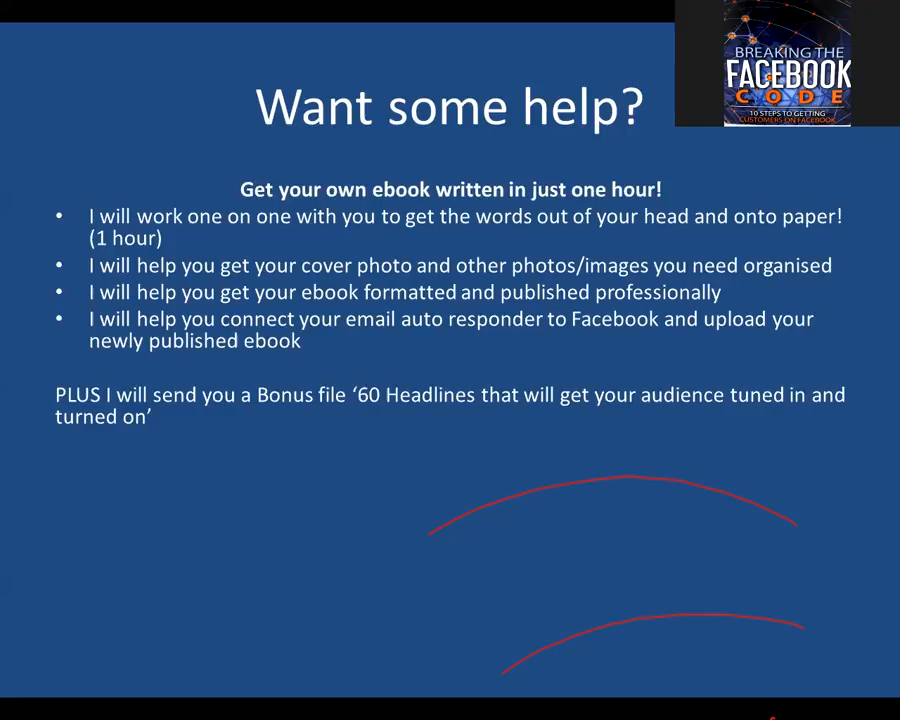 BREAKING THE
FACEBOOK
CODE
10 STEPS TO GETTING
CUSTOMERS ON FACEBOOK
Want some help?
Get your own ebook written in just one hour!
• I will work one on one with you to get the words out of your head and onto paper!
(1 hour)
• I will help you get your cover photo and other photos/images you need organised
• I will help you get your ebook formatted and published professionally
• I will help you connect your email auto responder to Facebook and upload your
newly published ebook
PLUS I will send you a Bonus file ‘60 Headlines that will get your audience tuned in and
turned on’